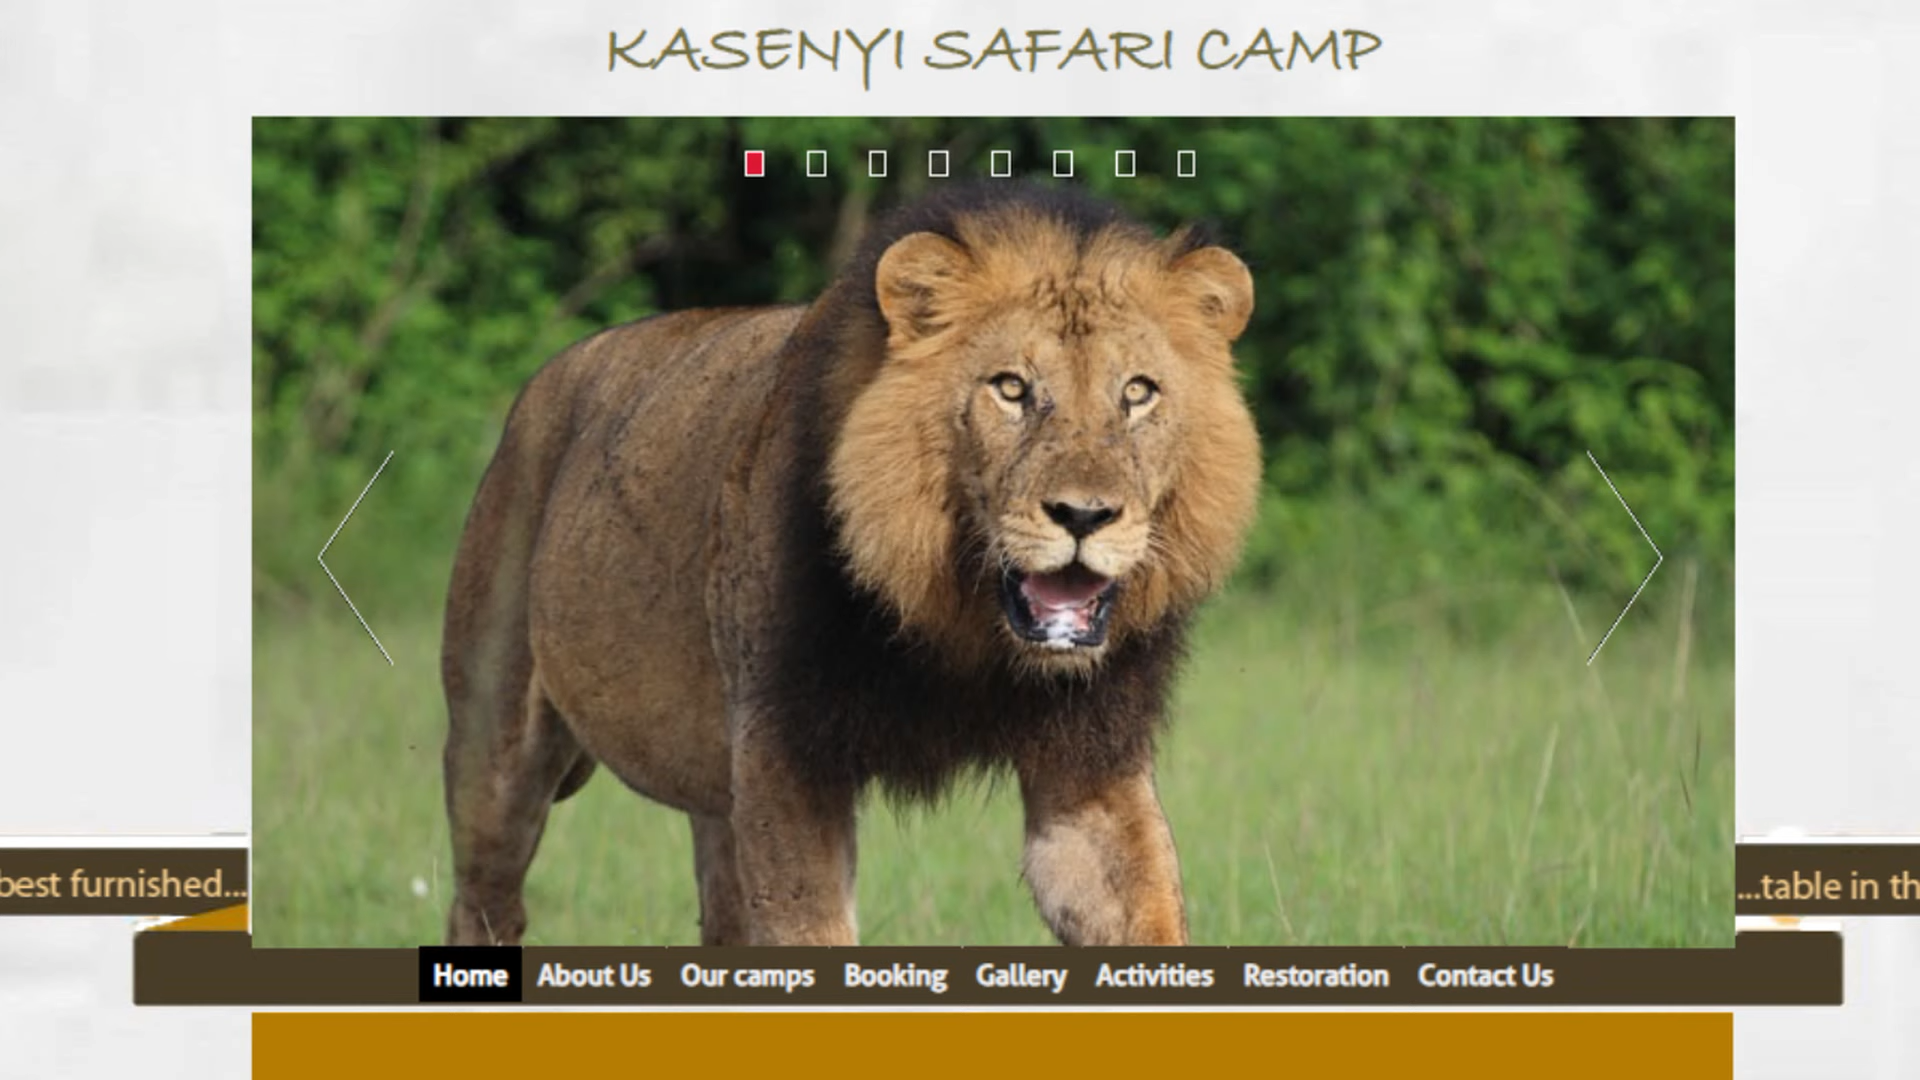 KASENYI SAFARI CAMP
best furnished...
...table in th
Home About Us Our camps Booking Gallery Activities Restoration Contact Us